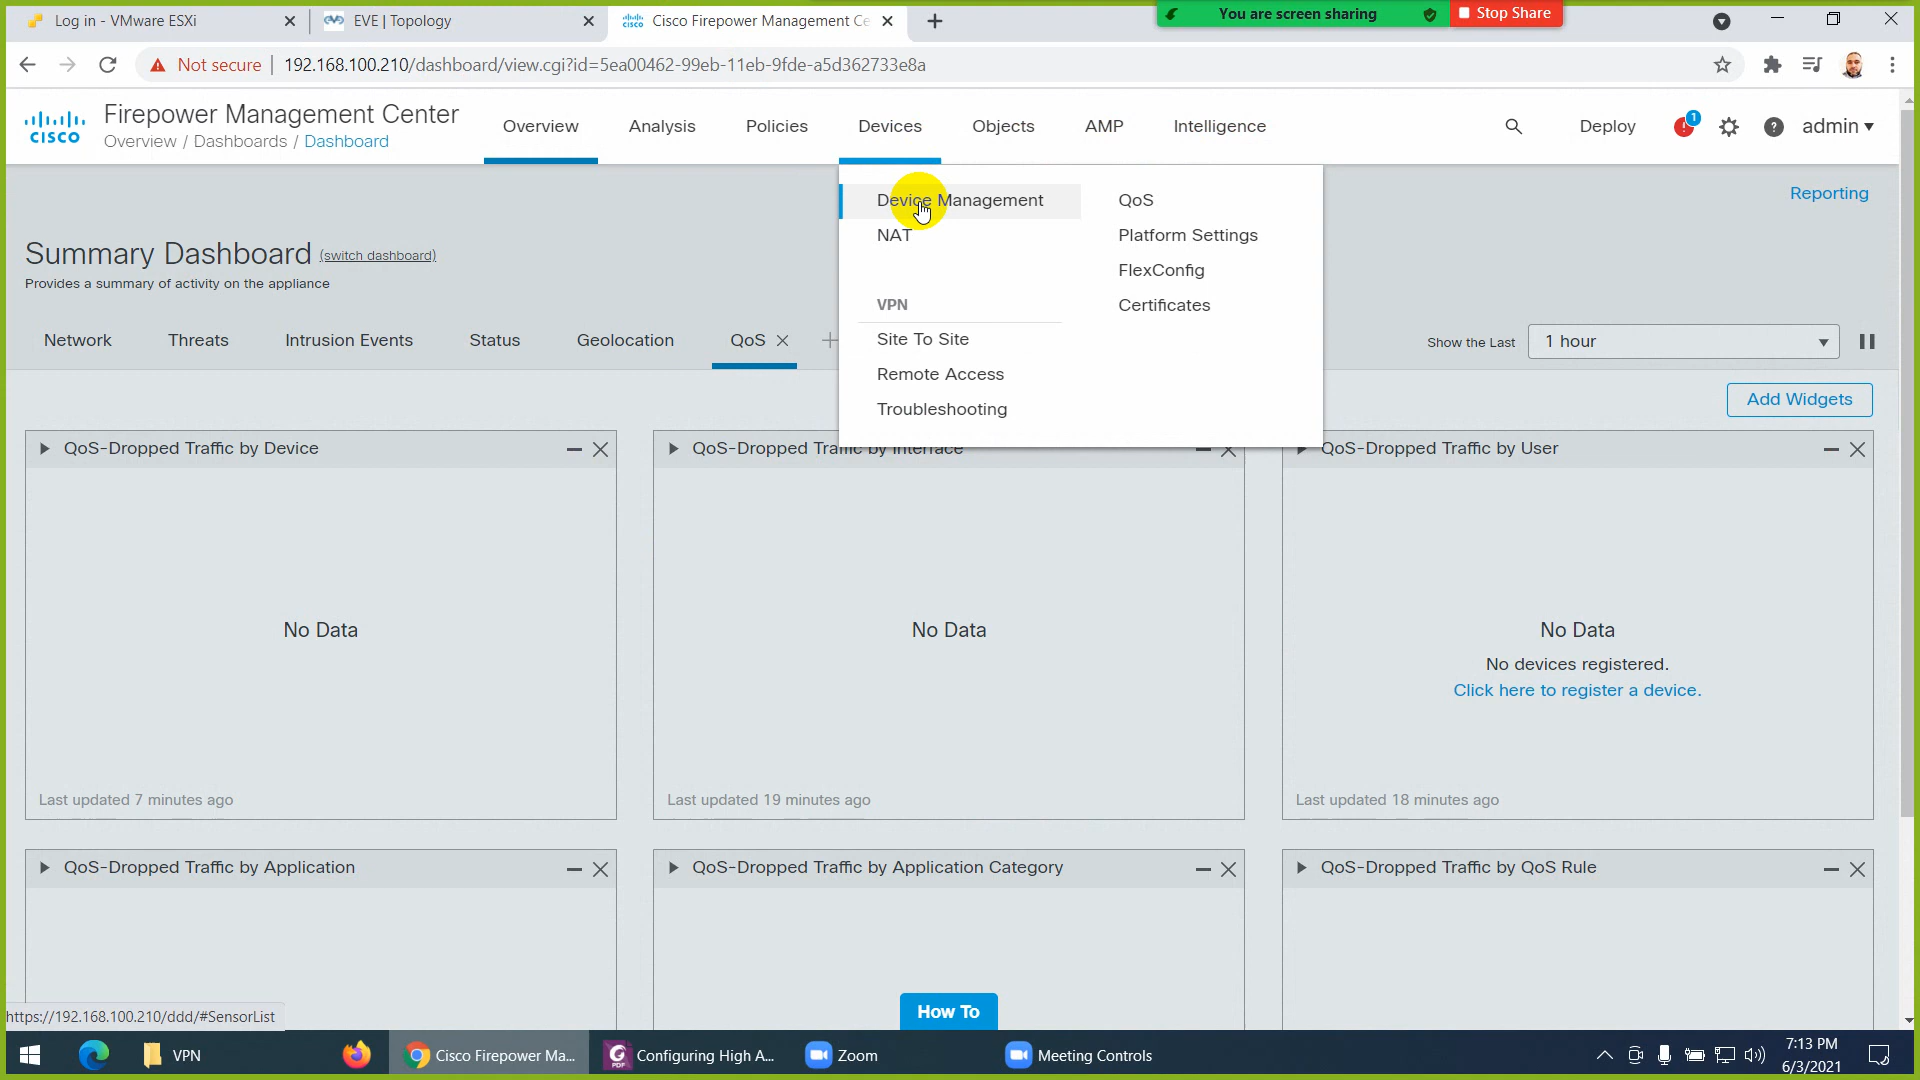 Log in - VMware ESXi
EVE | Topology
Cisco Firepower Management Ce
You are screen sharing
Stop Share
Not secure
192.168.100.210/dashboard/view.cgi?id=5ea00462-99eb-11eb-9fde-a5d362733e8a
CISCO
Firepower Management Center
Overview / Dashboards / Dashboard
Overview
Analysis
Policies
Devices
Objects
AMP
Intelligence
Deploy
1
admin
Device Management
NAT
VPN
Site To Site
Remote Access
Troubleshooting
QoS
Platform Settings
FlexConfig
Certificates
Reporting
Summary Dashboard (switch dashboard)
Provides a summary of activity on the appliance
Network
Threats
Intrusion Events
Status
Geolocation
QoS
Show the Last
1 hour
Add Widgets
QoS-Dropped Traffic by Device
No Data
Last updated 7 minutes ago
QoS-Dropped Traffic by Interface
No Data
Last updated 19 minutes ago
QoS-Dropped Traffic by User
No Data
No devices registered.
Click here to register a device.
Last updated 18 minutes ago
QoS-Dropped Traffic by Application
QoS-Dropped Traffic by Application Category
QoS-Dropped Traffic by QoS Rule
How To
https://192.168.100.210/ddd/#SensorList
VPN
Cisco Firepower Ma...
PDF
Configuring High A...
Zoom
Meeting Controls
7:13 PM
6/3/2021